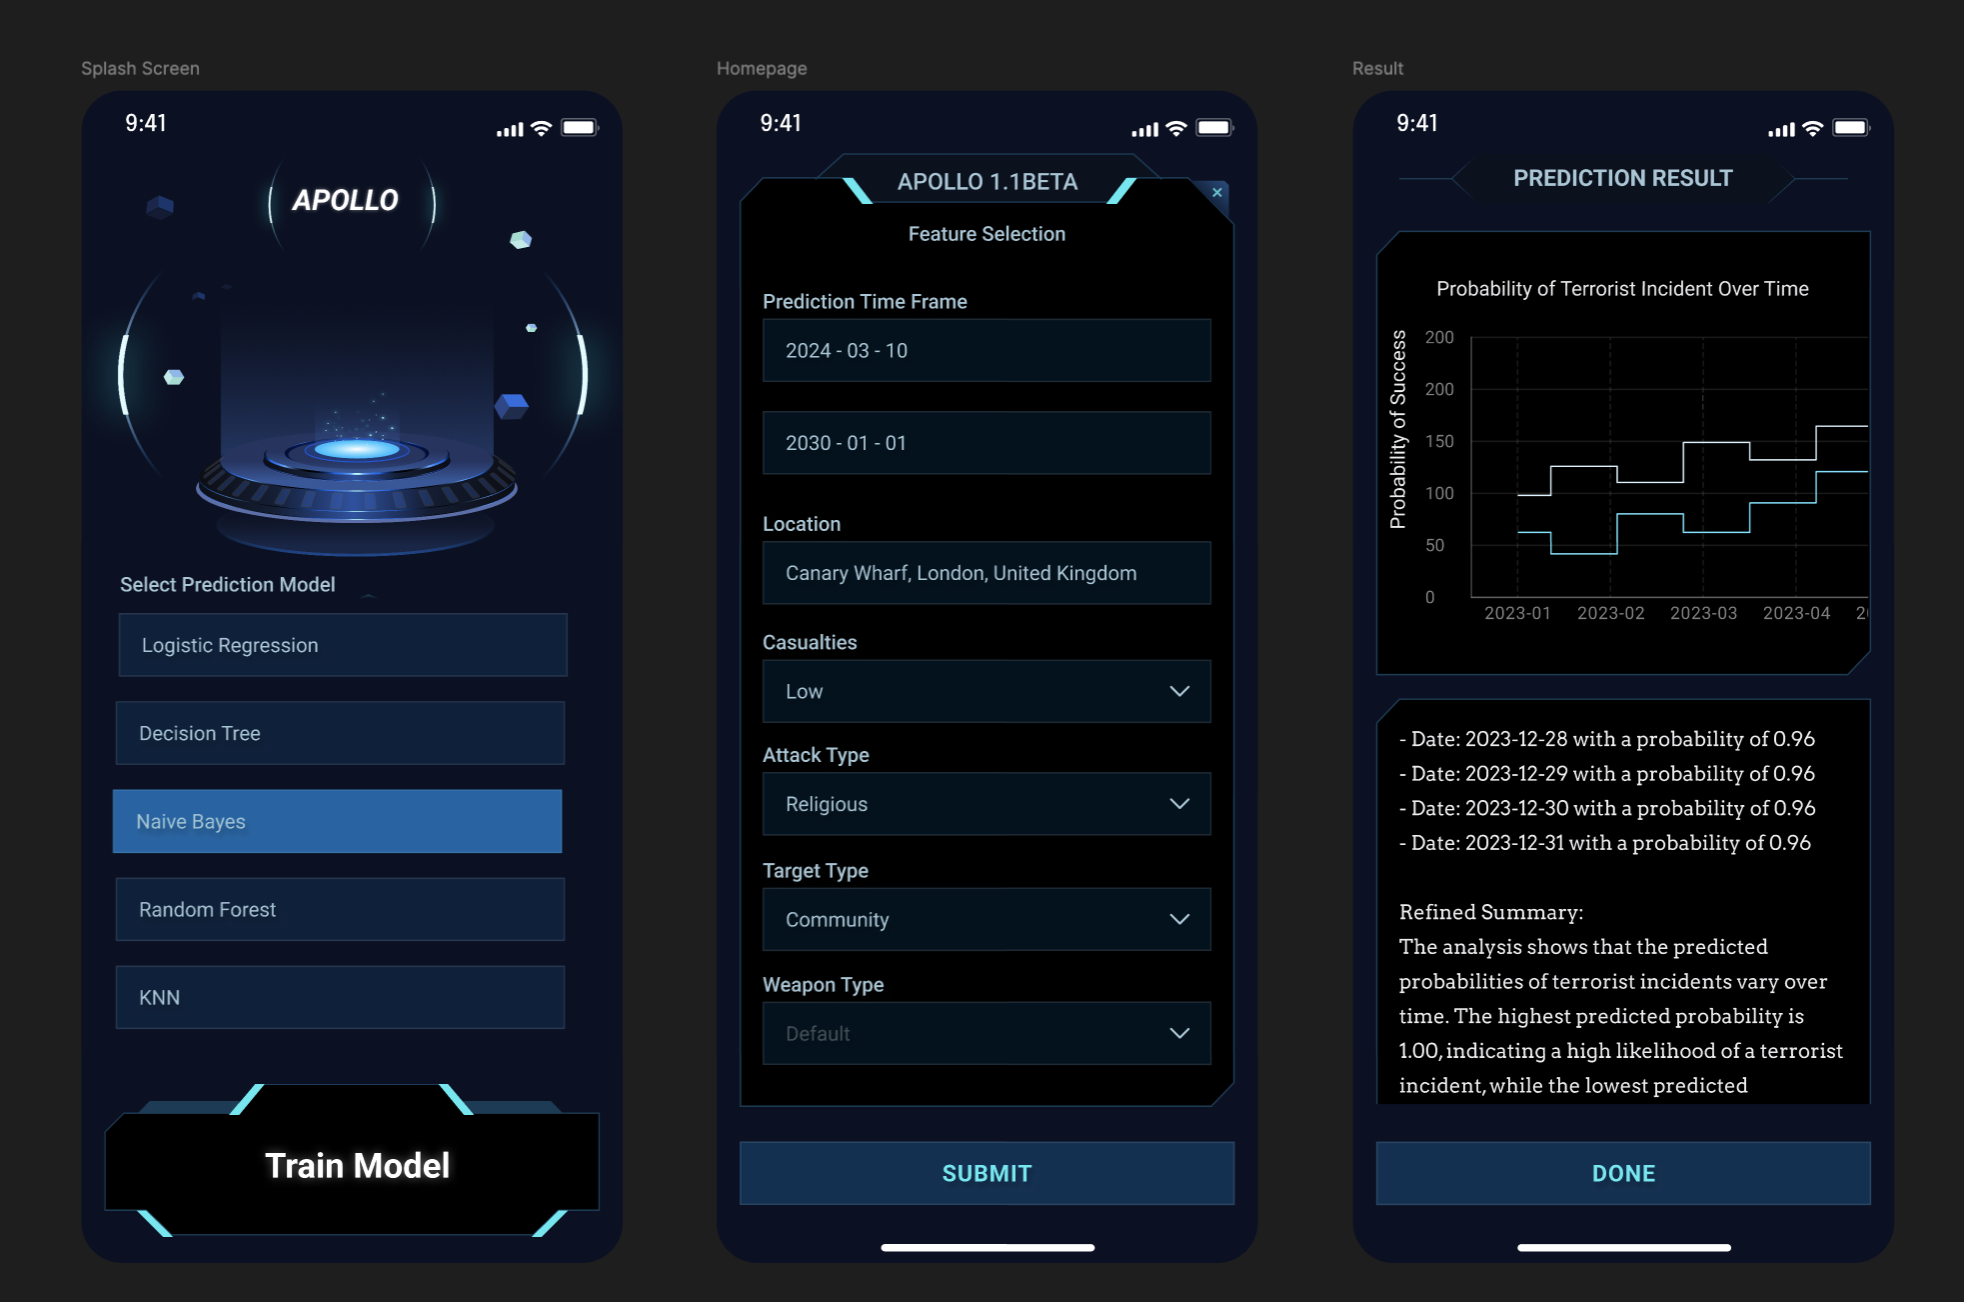 Splash Screen
9:41
APOLLO
Select Prediction Model
Logistic Regression
Decision Tree
Naive Bayes
Random Forest
KNN
Train Model
Homepage
9:41
APOLLO 1.1BETA
×
Feature Selection
Prediction Time Frame
2024 - 03 - 10
2030 - 01 - 01
Location
Canary Wharf, London, United Kingdom
Casualties
Low
Attack Type
Religious
Target Type
Community
Weapon Type
Default
SUBMIT
Result
9:41
PREDICTION RESULT
Probability of Terrorist Incident Over Time
Probability of Success
200
200
150
100
50
0
2023-01 2023-02 2023-03 2023-04
- Date: 2023-12-28 with a probability of 0.96
- Date: 2023-12-29 with a probability of 0.96
- Date: 2023-12-30 with a probability of 0.96
- Date: 2023-12-31 with a probability of 0.96
Refined Summary:
The analysis shows that the predicted
probabilities of terrorist incidents vary over
time. The highest predicted probability is
1.00, indicating a high likelihood of a terrorist
incident, while the lowest predicted
DONE